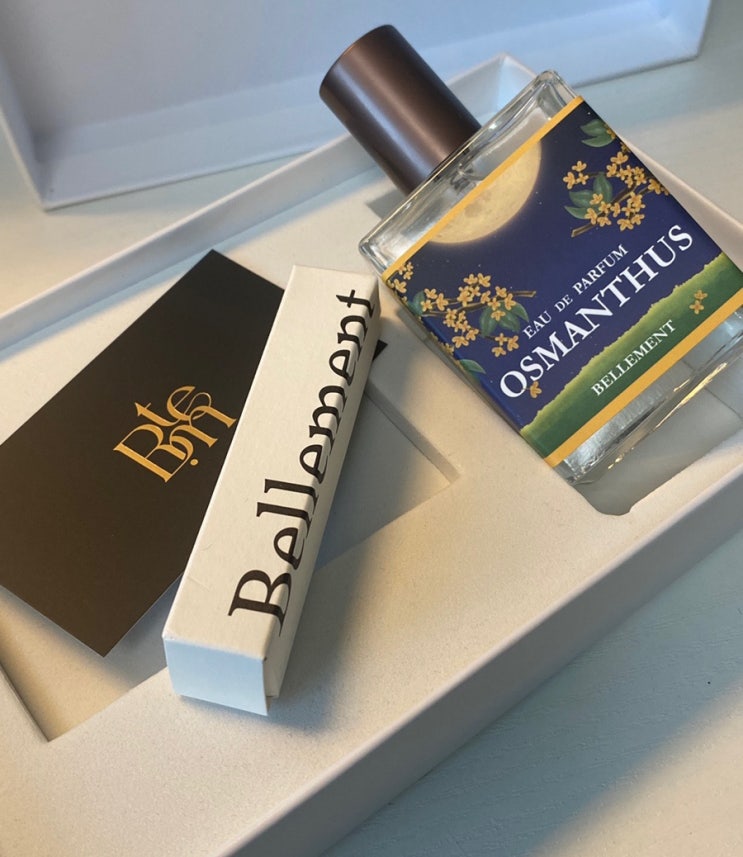 EAU DE PARFUM
OSMANTHUS
BELLEMENT
Bellement